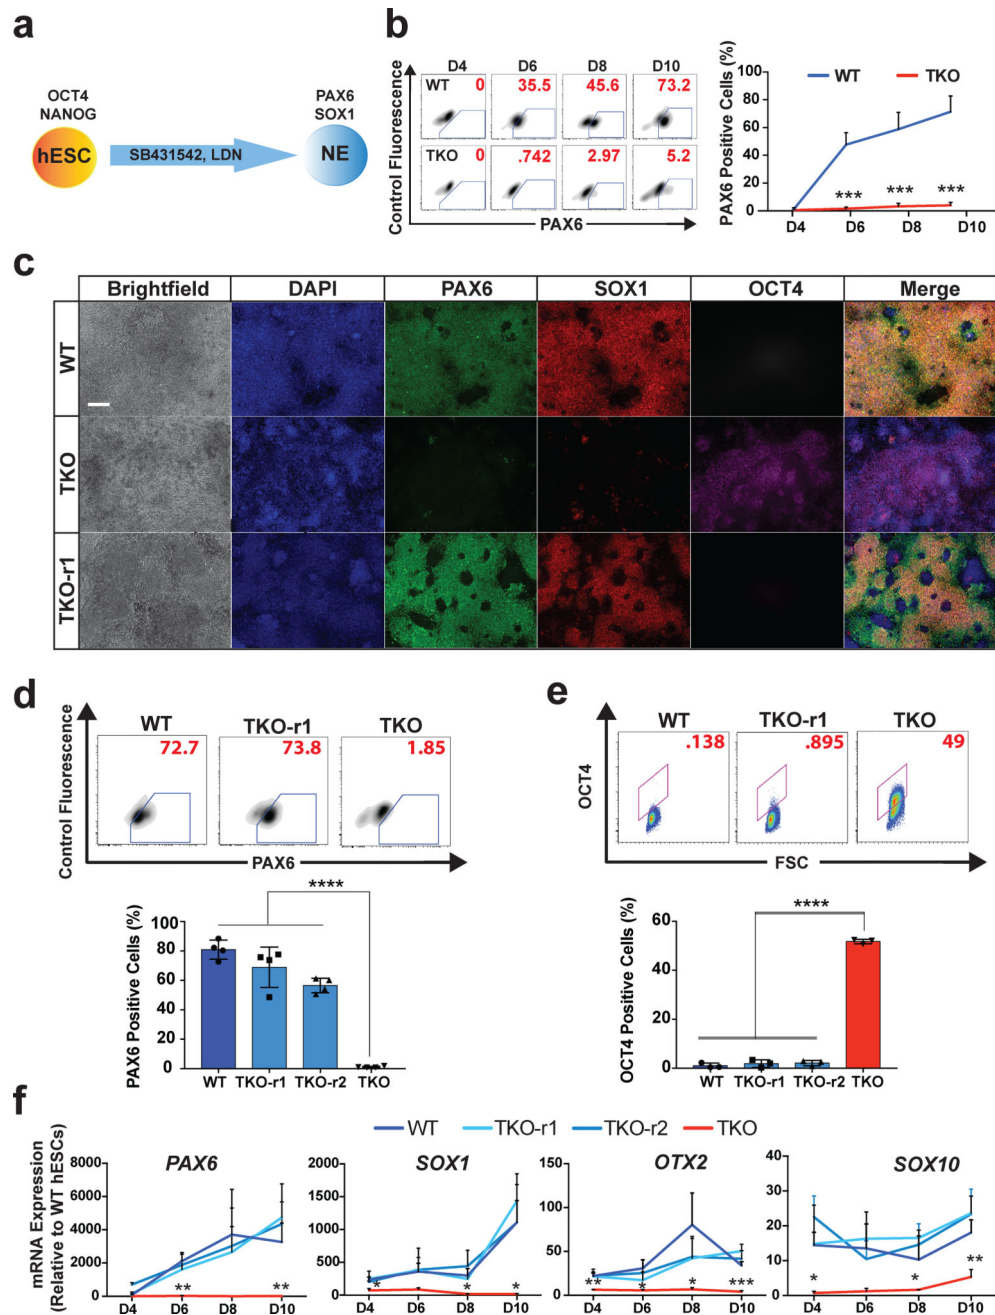 a
OCT4
NANOG
hESC
SB431542, LDN
PAX6
SOX1
NE
b
Control Fluorescence
D4 D6 D8 D10
WT 0 35.5 45.6 73.2
TKO 0 .742 2.97 5.2
PAX6
PAX6 Positive Cells (%)
WT TKO
100
80
60
40
20
0
*** *** ***
D4 D6 D8 D10
c
Brightfield DAPI PAX6 SOX1 OCT4 Merge
WT
TKO
TKO-r1
d
Control Fluorescence
WT TKO-r1 TKO
72.7 73.8 1.85
PAX6
PAX6 Positive Cells (%)
****
100
80
60
40
20
0
WT TKO-r1 TKO-r2 TKO
e
OCT4
WT TKO-r1 TKO
.138 .895 49
FSC
OCT4 Positive Cells (%)
****
60
40
20
0
WT TKO-r1 TKO-r2 TKO
f
WT TKO-r1 TKO-r2 TKO
mRNA Expression
(Relative to WT hESCs)
PAX6
8000
6000
4000
2000
0
** **
D4 D6 D8 D10
SOX1
2000
1500
1000
500
0
* * *
D4 D6 D8 D10
OTX2
150
100
50
0
** * * ***
D4 D6 D8 D10
SOX10
40
30
20
10
0
* * **
D4 D6 D8 D10